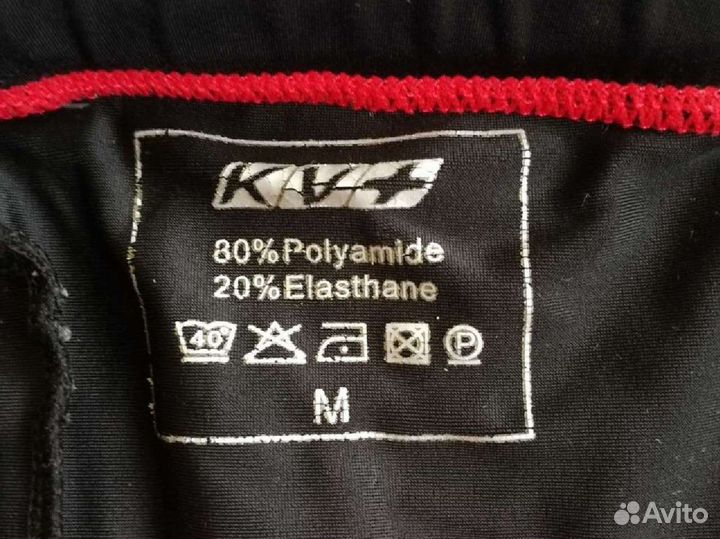 KV+
80% Polyamide
20% Elasthane
40° P
M
Avito